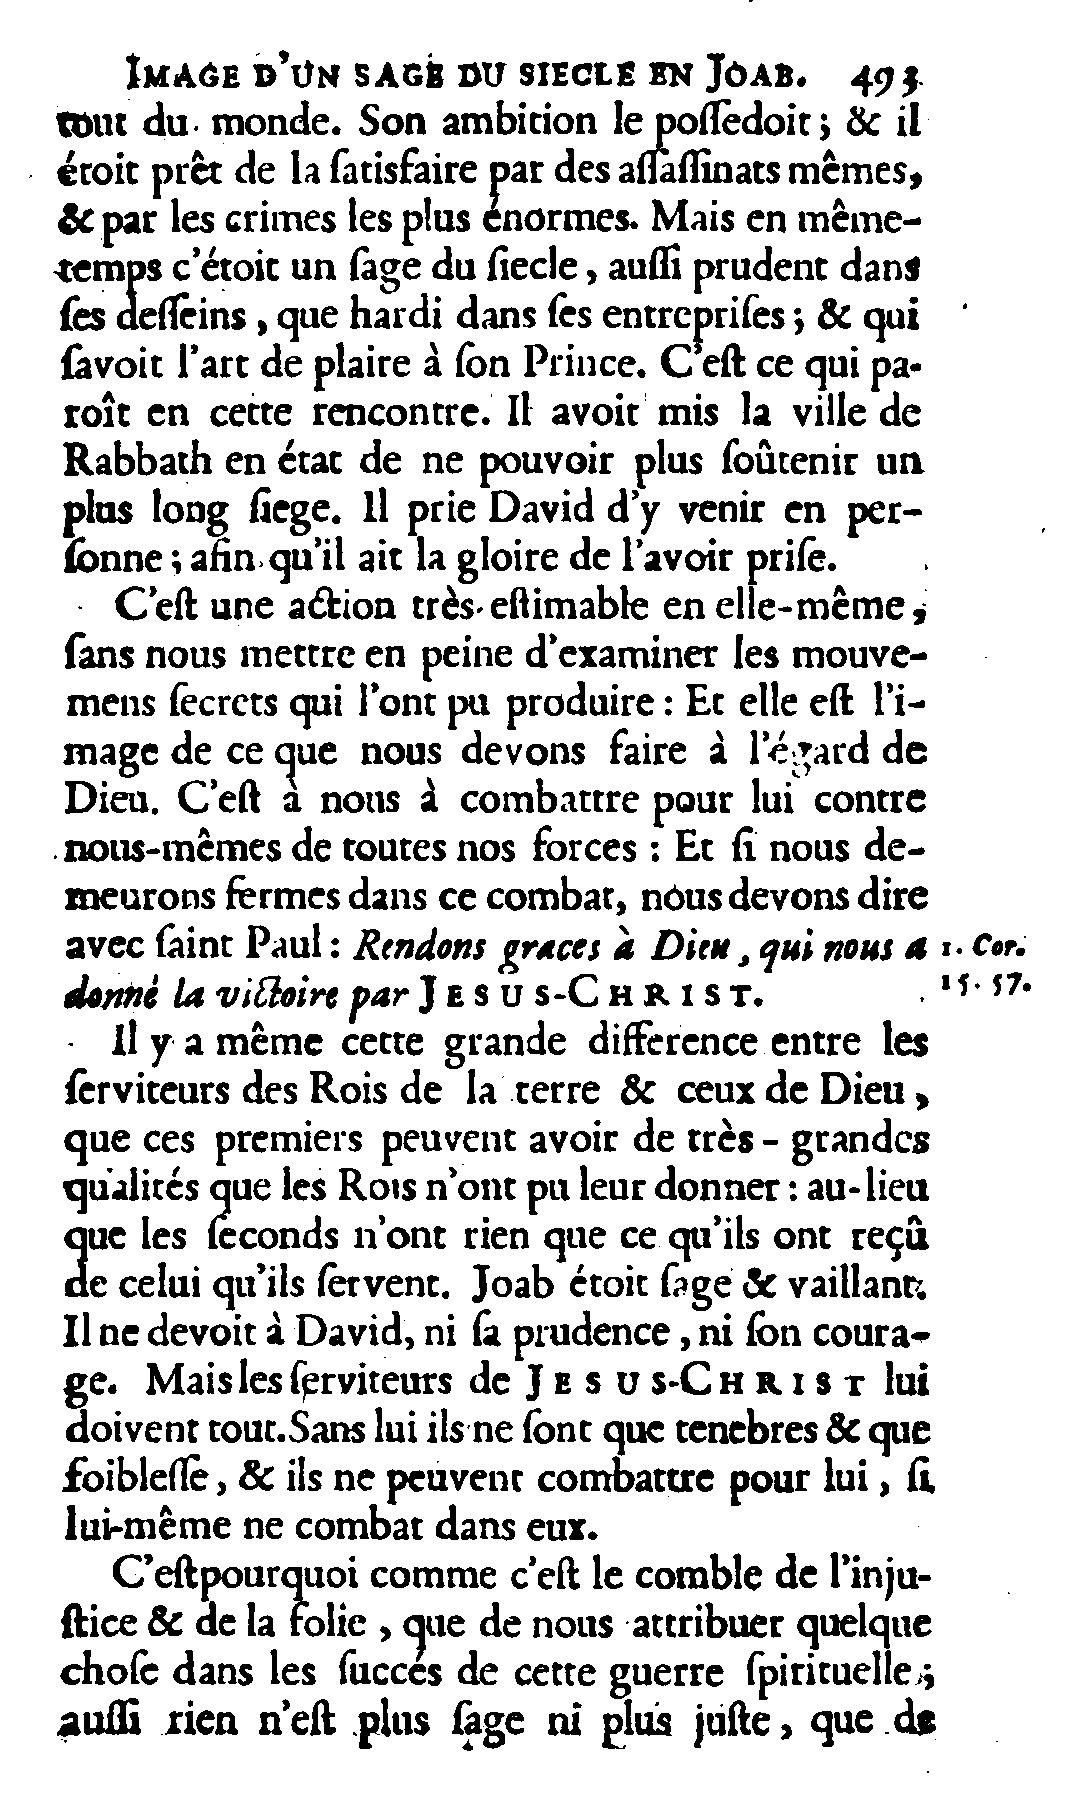 IMAGE D'UN SAGE DU SIECLE EN JOAB. 493
tout du monde. Son ambition le poſſedoit ; & il
étoit prêt de la ſatisfaire par des aſſaſſinats mêmes,
& par les crimes les plus énormes. Mais en même-
temps c'étoit un ſage du ſiecle, auſſi prudent dans
ſes deſſeins, que hardi dans ſes entrepriſes ; & qui
ſavoit l'art de plaire à ſon Prince. C'eſt ce qui pa-
roît en cette rencontre. Il avoit mis la ville de
Rabbath en état de ne pouvoir plus ſoûtenir un
plus long ſiege. Il prie David d'y venir en per-
ſonne ; afin qu'il ait la gloire de l'avoir priſe.
C'eſt une action très-eſtimable en elle-même,
ſans nous mettre en peine d'examiner les mouve-
mens ſecrets qui l'ont pu produire : Et elle eſt l'i-
mage de ce que nous devons faire à l'égard de
Dieu. C'eſt à nous à combattre pour lui contre
nous-mêmes de toutes nos forces : Et ſi nous de-
meurons fermes dans ce combat, nous devons dire
avec ſaint Paul : Rendons graces à Dieu, qui nous a
donné la victoire par JESUS-CHRIST.
1. Cor.
15. 57.
Il y a même cette grande difference entre les
ſerviteurs des Rois de la terre & ceux de Dieu,
que ces premiers peuvent avoir de très-grandes
qualités que les Rois n'ont pu leur donner : au-lieu
que les ſeconds n'ont rien que ce qu'ils ont reçû
de celui qu'ils ſervent. Joab étoit ſage & vaillant.
Il ne devoit à David, ni ſa prudence, ni ſon coura-
ge. Mais les ſerviteurs de JESUS-CHRIST lui
doivent tout. Sans lui ils ne ſont que tenebres & que
foibleſſe, & ils ne peuvent combattre pour lui, ſi
lui-même ne combat dans eux.
C'eſtpourquoi comme c'eſt le comble de l'inju-
ſtice & de la folie, que de nous attribuer quelque
choſe dans les ſuccés de cette guerre ſpirituelle ;
auſſi rien n'eſt plus ſage ni plus juſte, que de